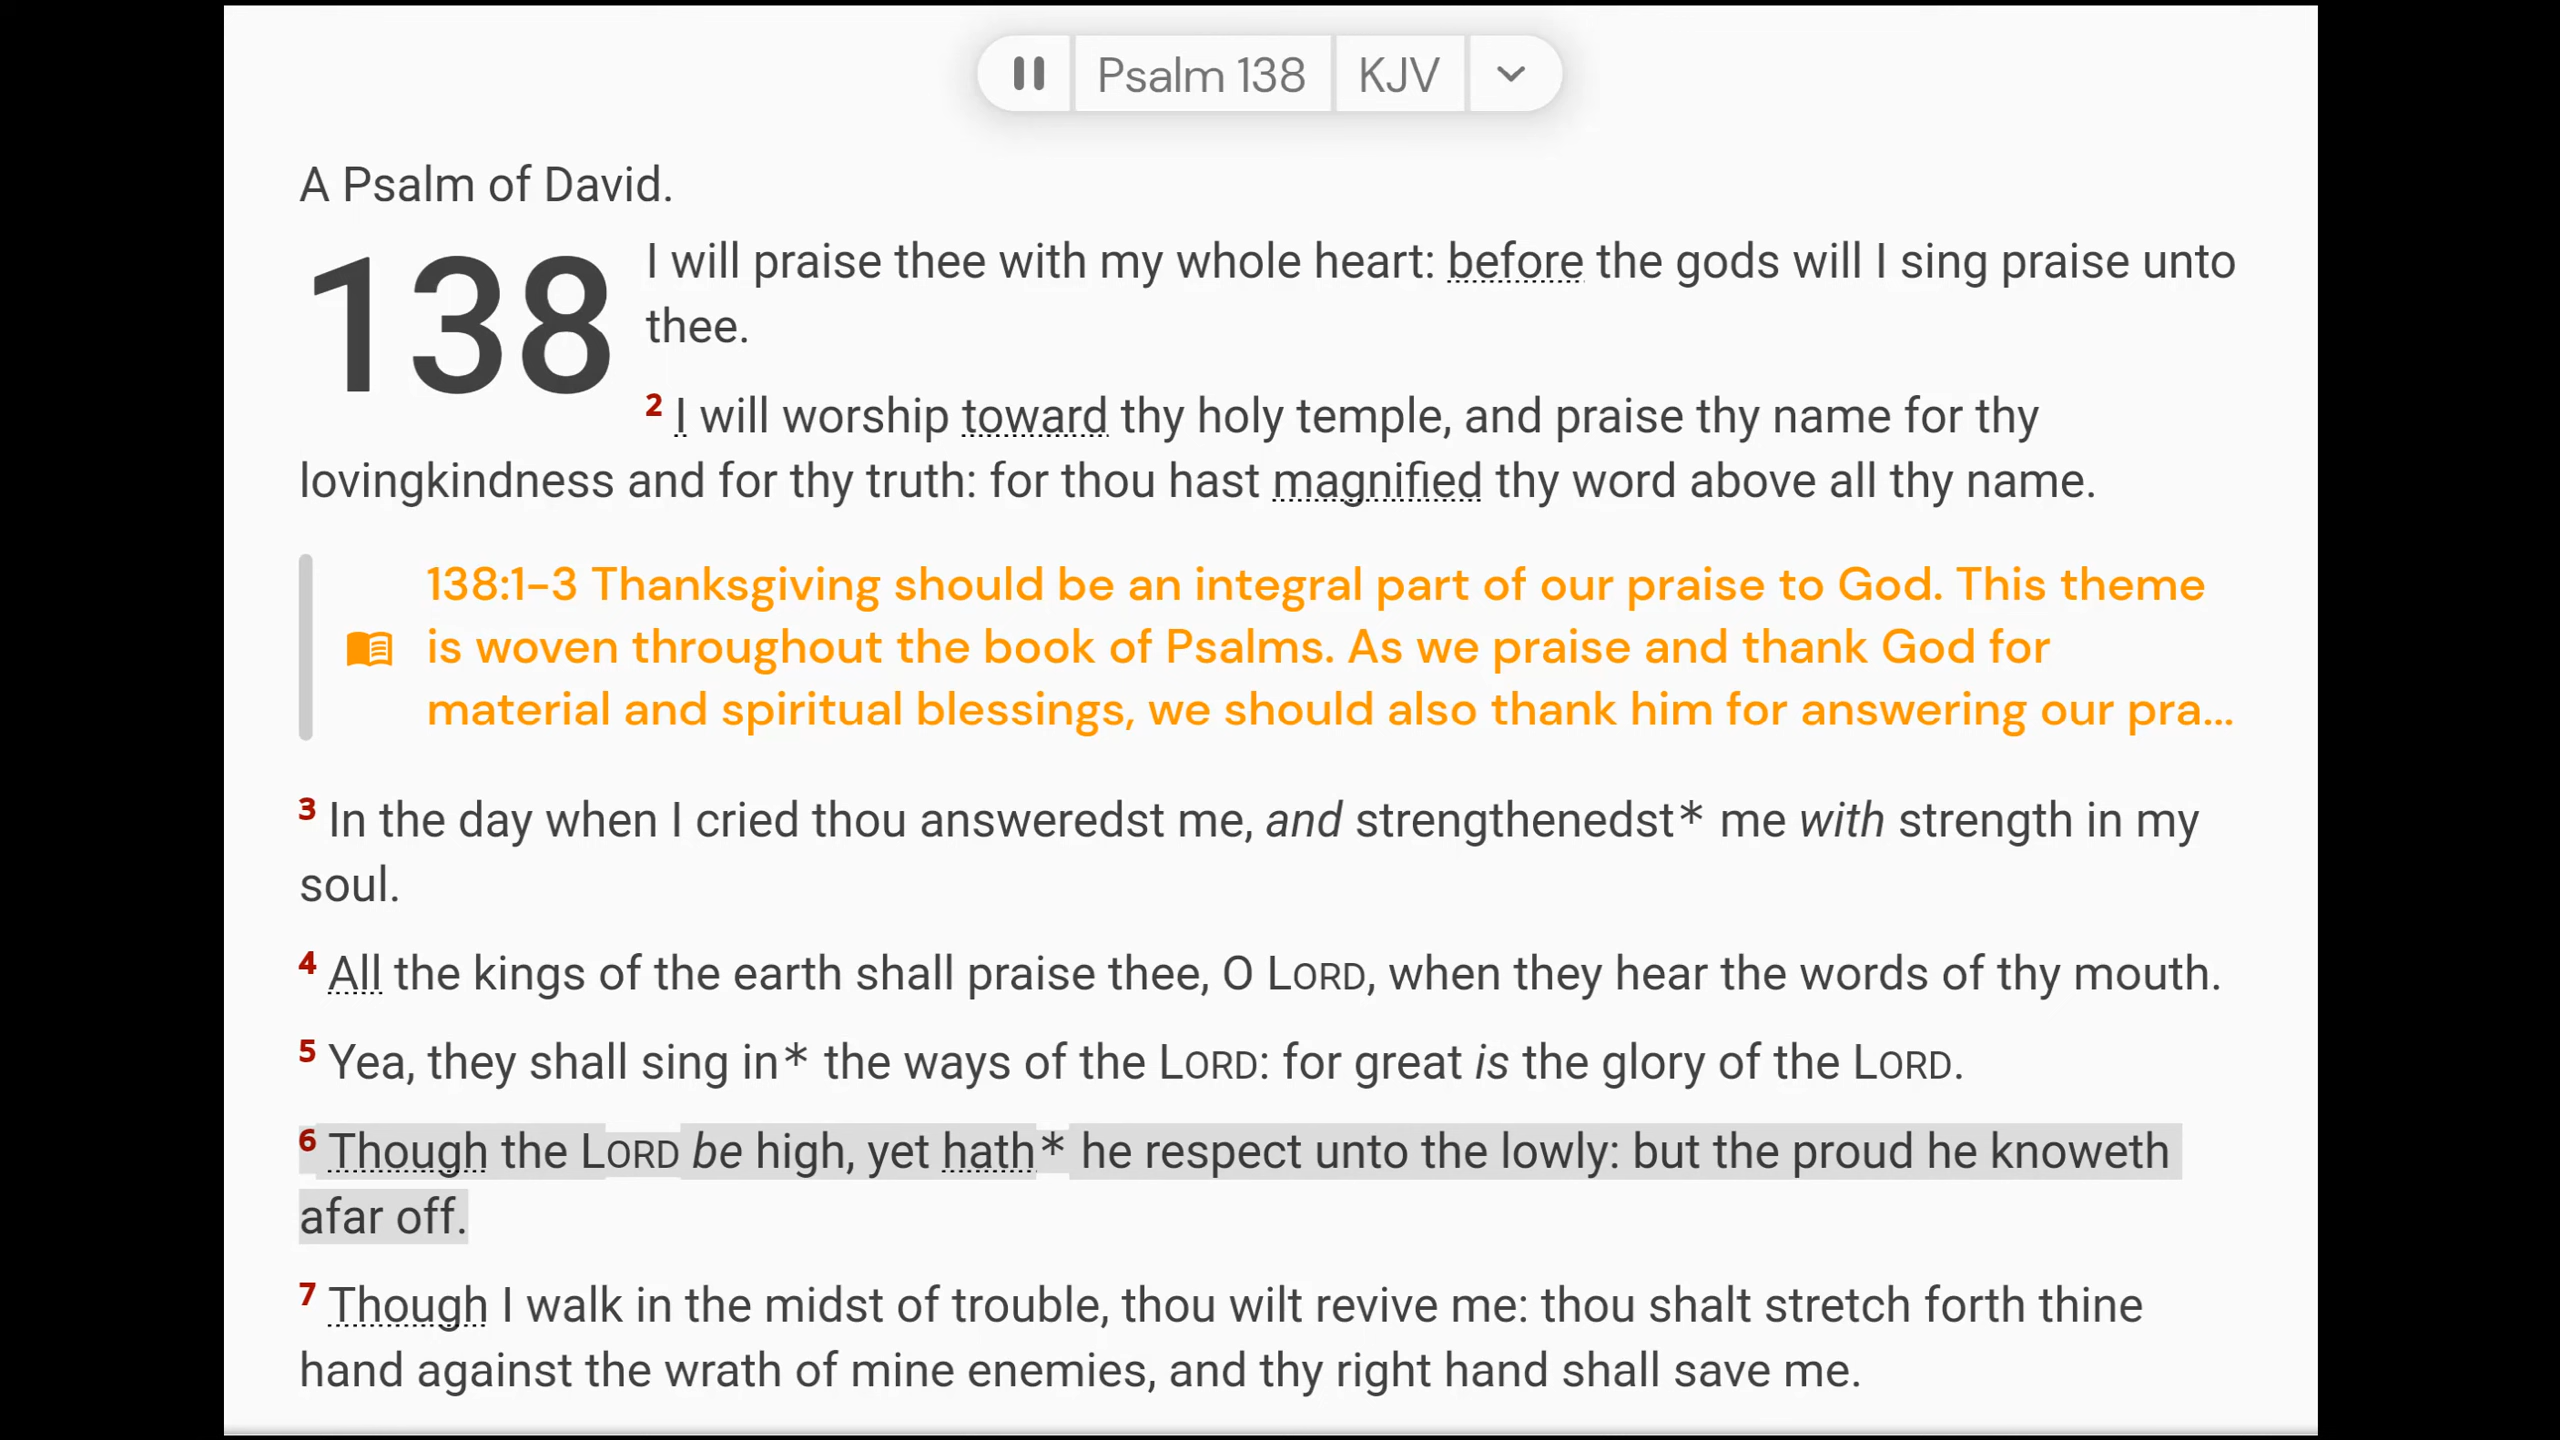 Psalm 138 KJV
A Psalm of David.
138 I will praise thee with my whole heart: before the gods will I sing praise unto
thee.
2 I will worship toward thy holy temple, and praise thy name for thy
lovingkindness and for thy truth: for thou hast magnified thy word above all thy name.
138:1–3 Thanksgiving should be an integral part of our praise to God. This theme
is woven throughout the book of Psalms. As we praise and thank God for
material and spiritual blessings, we should also thank him for answering our pra...
3 In the day when I cried thou answeredst me, and strengthenedst* me with strength in my
soul.
4 All the kings of the earth shall praise thee, O LORD, when they hear the words of thy mouth.
5 Yea, they shall sing in* the ways of the LORD: for great is the glory of the LORD.
6 Though the LORD be high, yet hath* he respect unto the lowly: but the proud he knoweth
afar off.
7 Though I walk in the midst of trouble, thou wilt revive me: thou shalt stretch forth thine
hand against the wrath of mine enemies, and thy right hand shall save me.